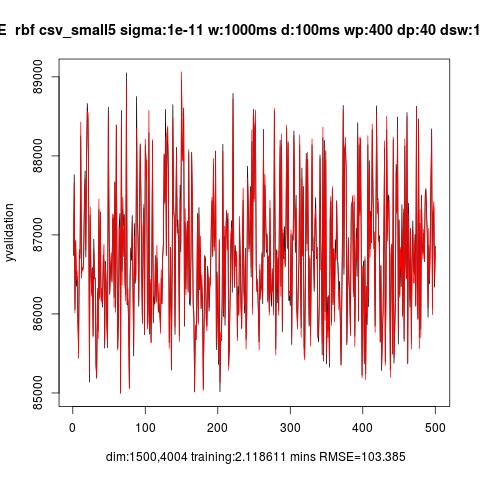 E rbf csv_small5 sigma:1e-11 w:1000ms d:100ms wp:400 dp:40 dsw:1
89000
88000
87000
86000
85000
yvalidation
0 100 200 300 400 500
dim:1500,4004 training:2.118611 mins RMSE=103.385